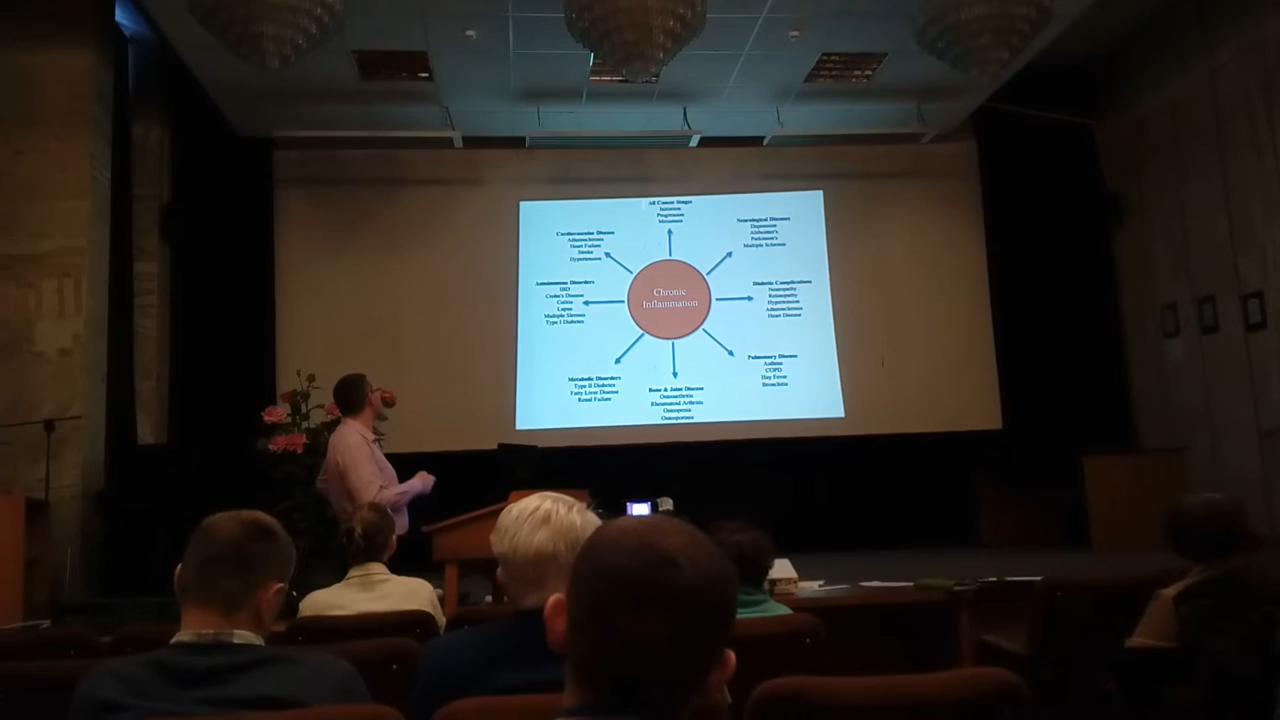 All Cancer Stages
Initiation
Progression
Metastasis
Neurological Diseases
Depression
Alzheimer's
Parkinson's
Multiple Sclerosis
Diabetic Complications
Neuropathy
Retinopathy
Hypertension
Atherosclerosis
Heart Disease
Pulmonary Disease
Asthma
COPD
Hay Fever
Bronchitis
Bone & Joint Disease
Osteoarthritis
Rheumatoid Arthritis
Osteopenia
Osteoporosis
Metabolic Disorders
Type II Diabetes
Fatty Liver Disease
Renal Failure
Autoimmune Disorders
IBD
Crohn's Disease
Colitis
Lupus
Multiple Slerosis
Type I Diabetes
Cardiovascular Disease
Atherosclerosis
Heart Failure
Stroke
Hypertension
Chronic
Inflammation